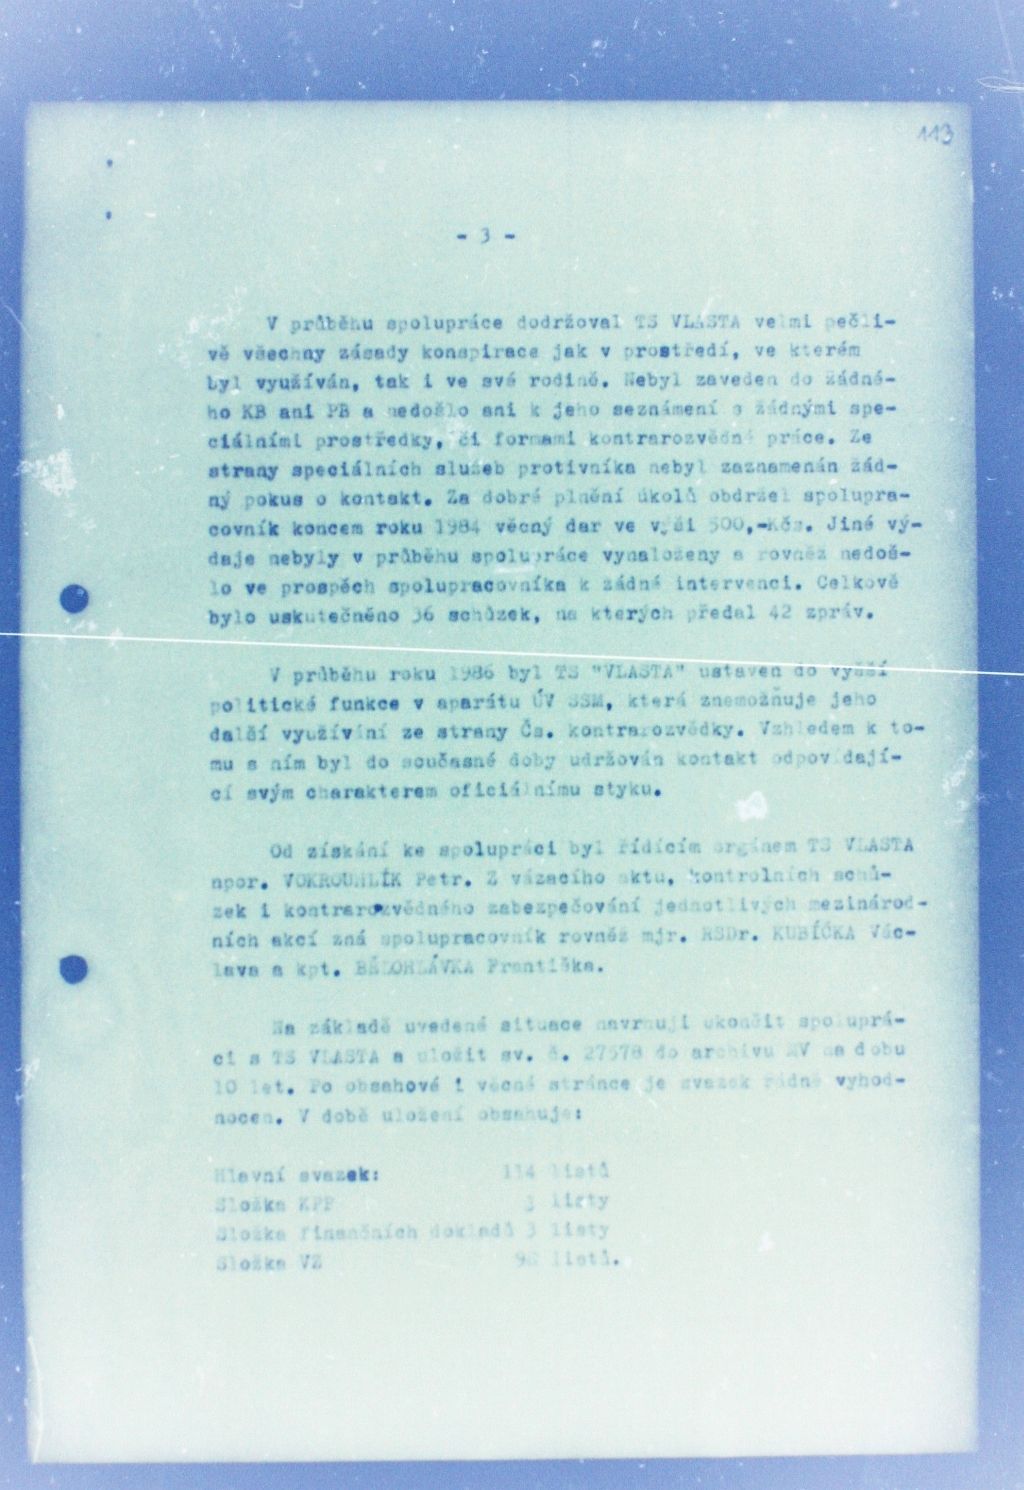 113
- 3 -
V průběhu spolupráce dodržoval TS VLASTA velmi pečli-
vě všechny zásady konspirace jak v prostředí, ve kterém
byl využíván, tak i ve své rodině. Nebyl zaveden do žádné-
ho KB ani PB a nedošlo ani k jeho seznámení s žádnými spe-
ciálními prostředky, či formami kontrarozvědné práce. Ze
strany speciálních služeb protivníka nebyl zaznamenán žád-
ný pokus o kontakt. Za dobré plnění úkolů obdržel spolupra-
covník koncem roku 1984 věcný dar ve výši 500,-Kčs. Jiné vý-
daje nebyly v průběhu spolupráce vynaloženy a rovněž nedoš-
lo ve prospěch spolupracovníka k žádné intervenci. Celkově
bylo uskutečněno 36 schůzek, na kterých předal 42 zpráv.
V průběhu roku 1986 byl TS "VLASTA" ustaven do vyšší
politické funkce v aparátu ÚV SSM, která znemožňuje jeho
další využívání ze strany Čs. kontrarozvědky. Vzhledem k to-
mu s ním byl do současné doby udržován kontakt odpovídají-
cí svým charakterem oficiálnímu styku.
Od získání ke spolupráci byl řídícím orgánem TS VLASTA
npor. VOKROUHLÍK Petr. Z vázacího aktu, kontrolních schů-
zek i kontrarozvědného zabezpečování jednotlivých mezinárod-
ních akcí zná spolupracovník rovněž mjr. RSDr. KUBÍČKA Vác-
lava a kpt. BĚLOHLÁVKA Františka.
Na základě uvedené situace navrhuji ukončit spoluprá-
ci s TS VLASTA a uložit sv. č. 27578 do archivu MV na dobu
10 let. Po obsahové i věcné stránce je svazek řádně vyhod-
nocen. V době uložení obsahuje:
Hlavní svazek: 114 listů
Složka KPP 3 listy
Složka finančních dokladů 3 listy
Složka VZ listů.